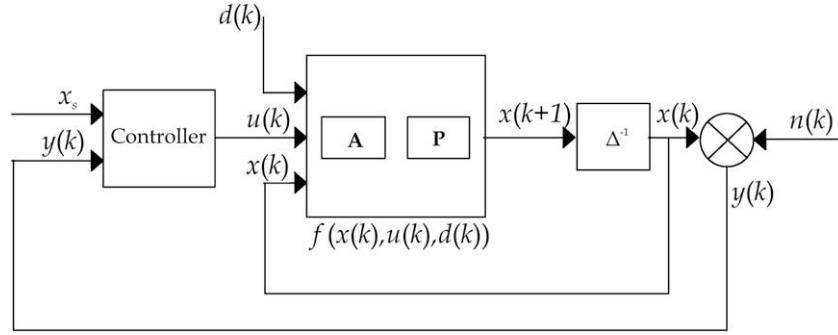 d(k)
x_s
u(k)
x(k+1)
x(k)
n(k)
Controller
A
P
Δ^-1
y(k)
x(k)
y(k)
f(x(k),u(k),d(k))